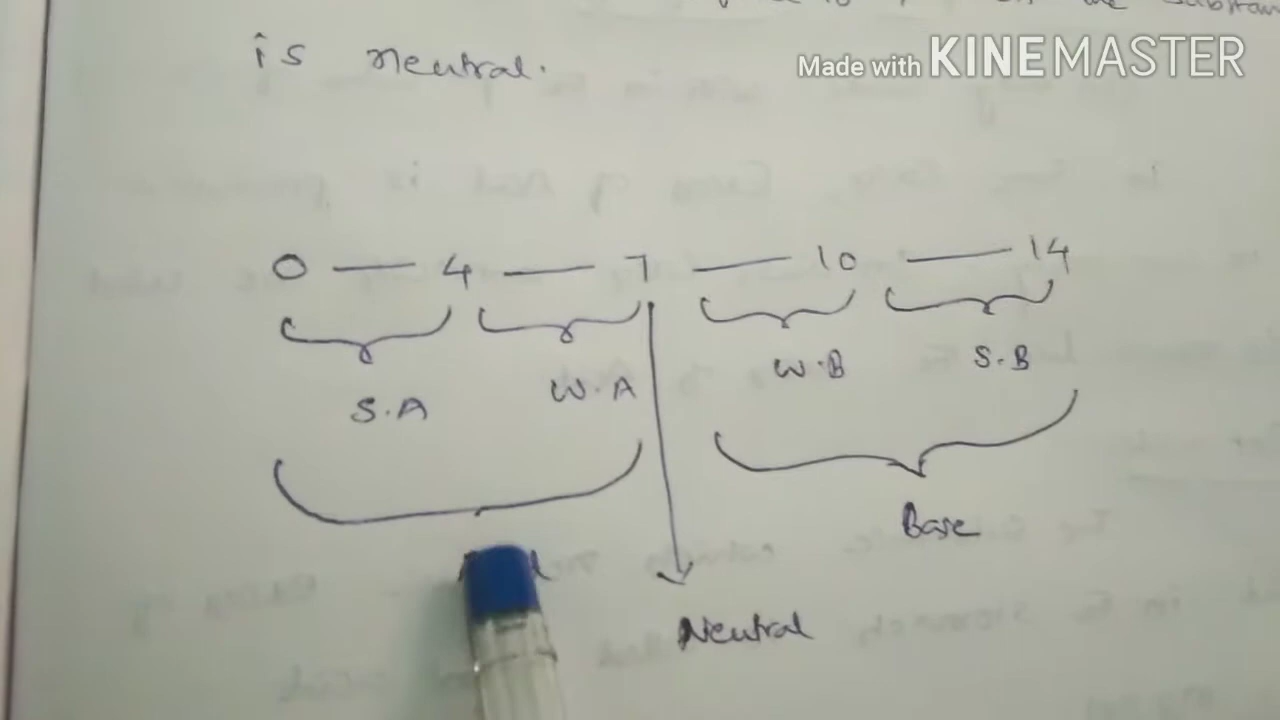 is neutral.
Made with KINEMASTER
0 — 4 — 7 — 10 — 14
S.A W.A W.B S.B
Base
Neutral